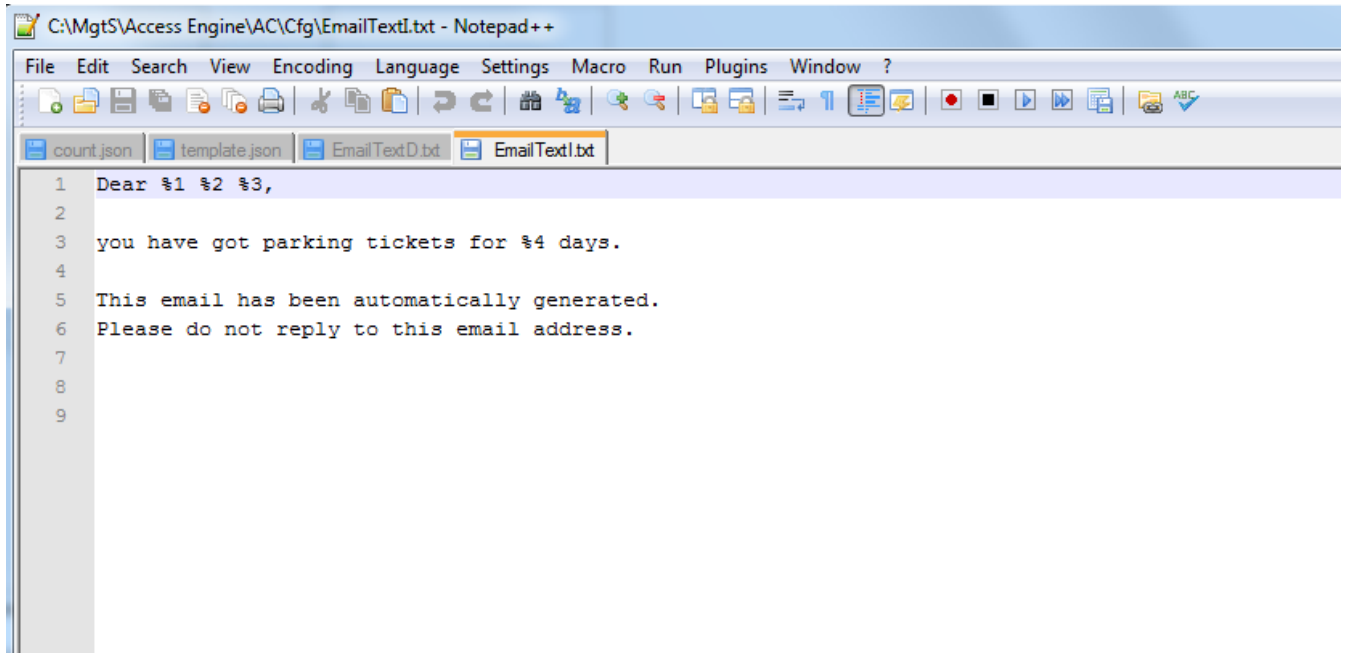 C:\MgtS\Access Engine\AC\Cfg\EmailTextI.txt - Notepad++
File Edit Search View Encoding Language Settings Macro Run Plugins Window ?
ABC
count.json template.json EmailTextD.txt EmailTextI.txt
1 Dear %1 %2 %3,
2
3 you have got parking tickets for %4 days.
4
5 This email has been automatically generated.
6 Please do not reply to this email address.
7
8
9